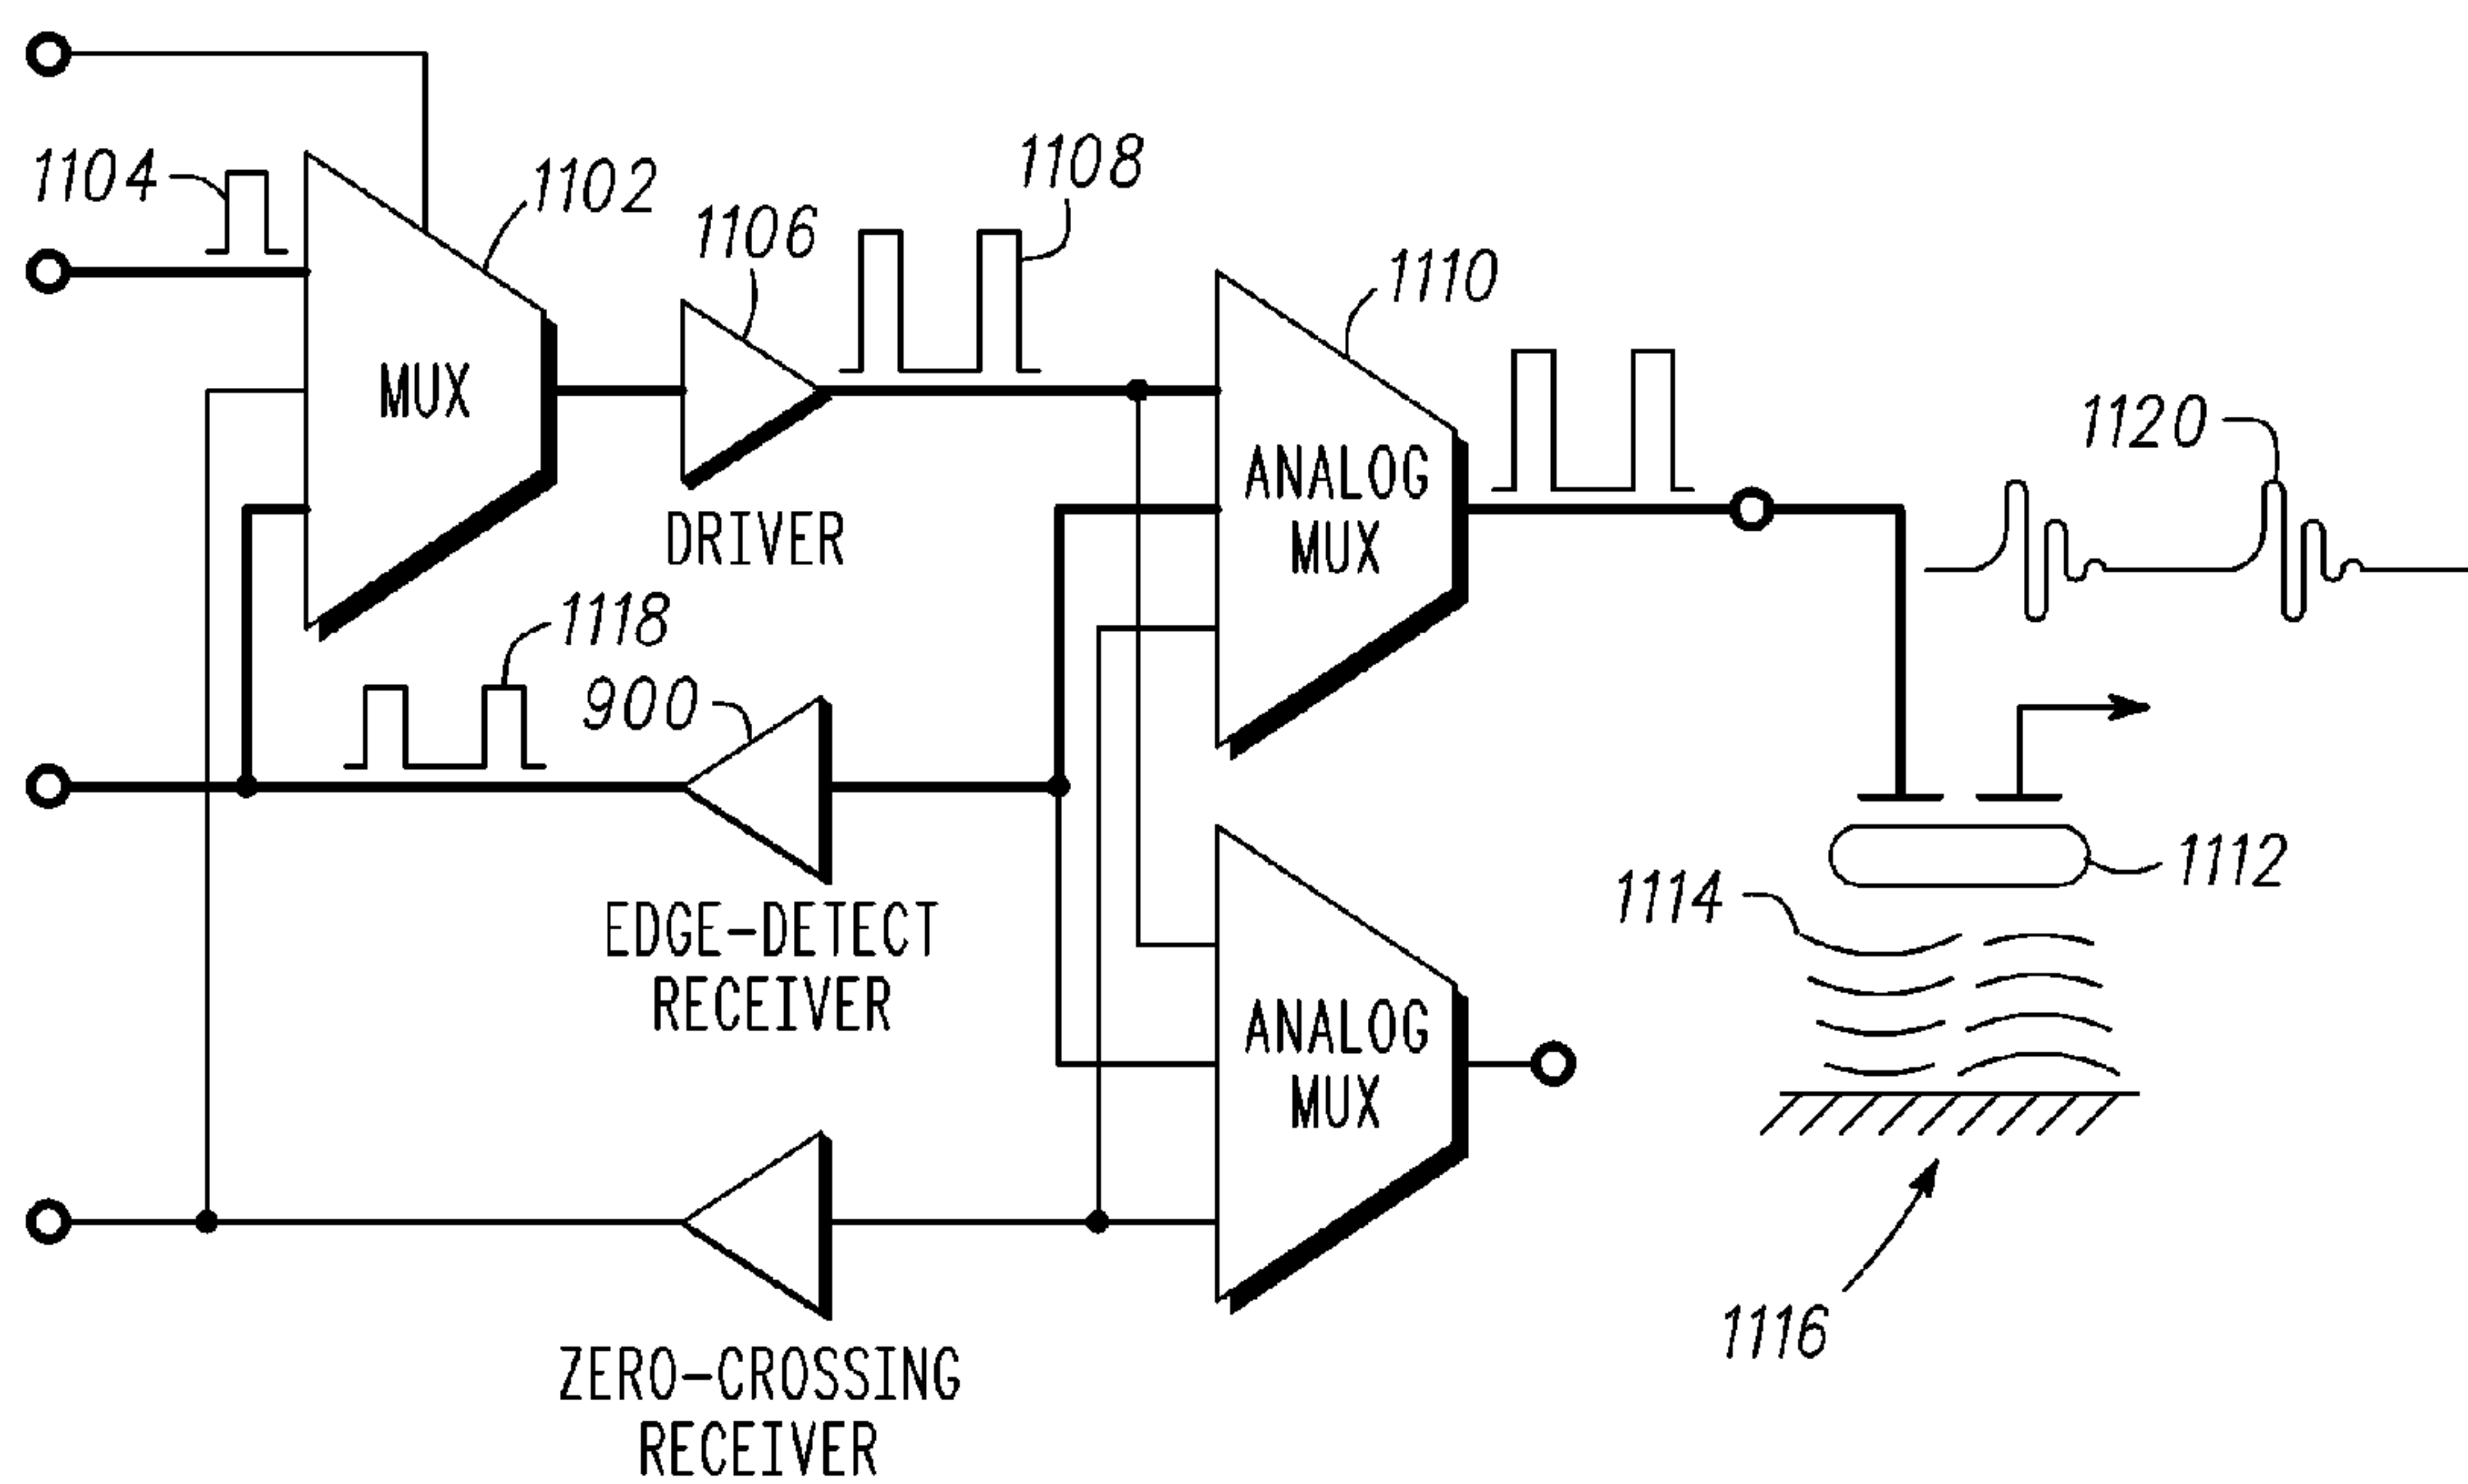 1104
1102
1106
1108
1110
MUX
DRIVER
ANALOG
MUX
1120
1118
900
EDGE-DETECT
RECEIVER
1114
1112
ANALOG
MUX
1116
ZERO-CROSSING
RECEIVER